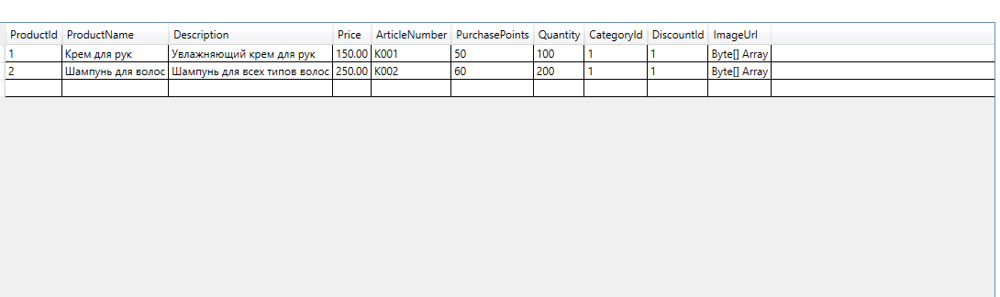 ProductId ProductName Description Price ArticleNumber PurchasePoints Quantity CategoryId DiscountId ImageUrl
1 Крем для рук Увлажняющий крем для рук 150.00 K001 50 100 1 1 Byte[] Array
2 Шампунь для волос Шампунь для всех типов волос 250.00 K002 60 200 1 1 Byte[] Array